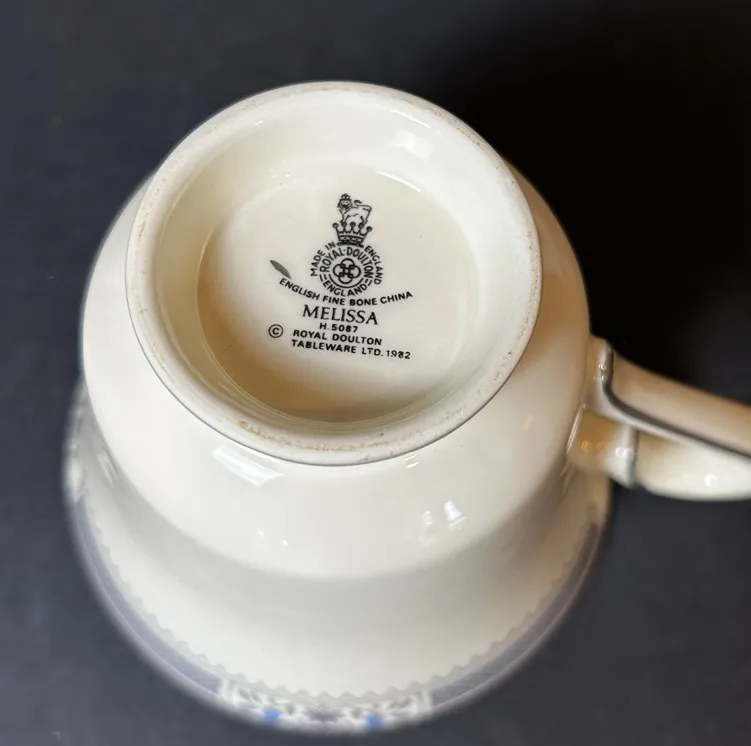 MADE IN ENGLAND
ROYAL·DOULTON
ENGLAND
ENGLISH FINE BONE CHINA
MELISSA
H.5087
© ROYAL DOULTON
TABLEWARE LTD.1982